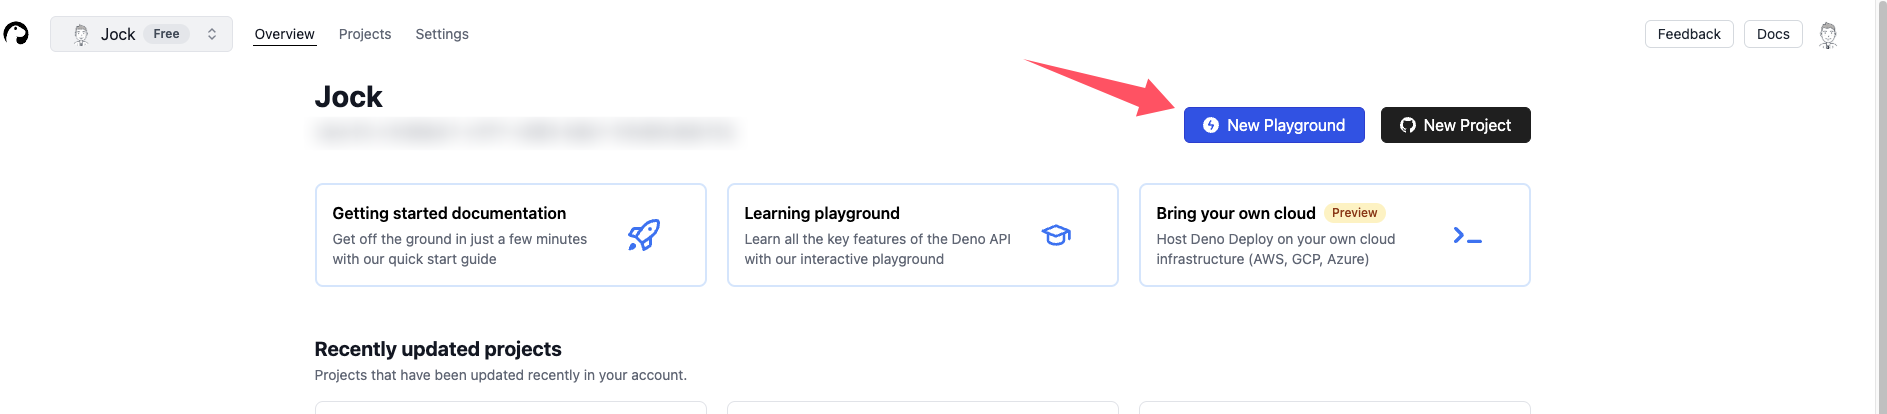 Jock Free Overview Projects Settings Feedback Docs
Jock
New Playground New Project
Getting started documentation
Get off the ground in just a few minutes
with our quick start guide
Learning playground
Learn all the key features of the Deno API
with our interactive playground
Bring your own cloud Preview
Host Deno Deploy on your own cloud
infrastructure (AWS, GCP, Azure)
Recently updated projects
Projects that have been updated recently in your account.